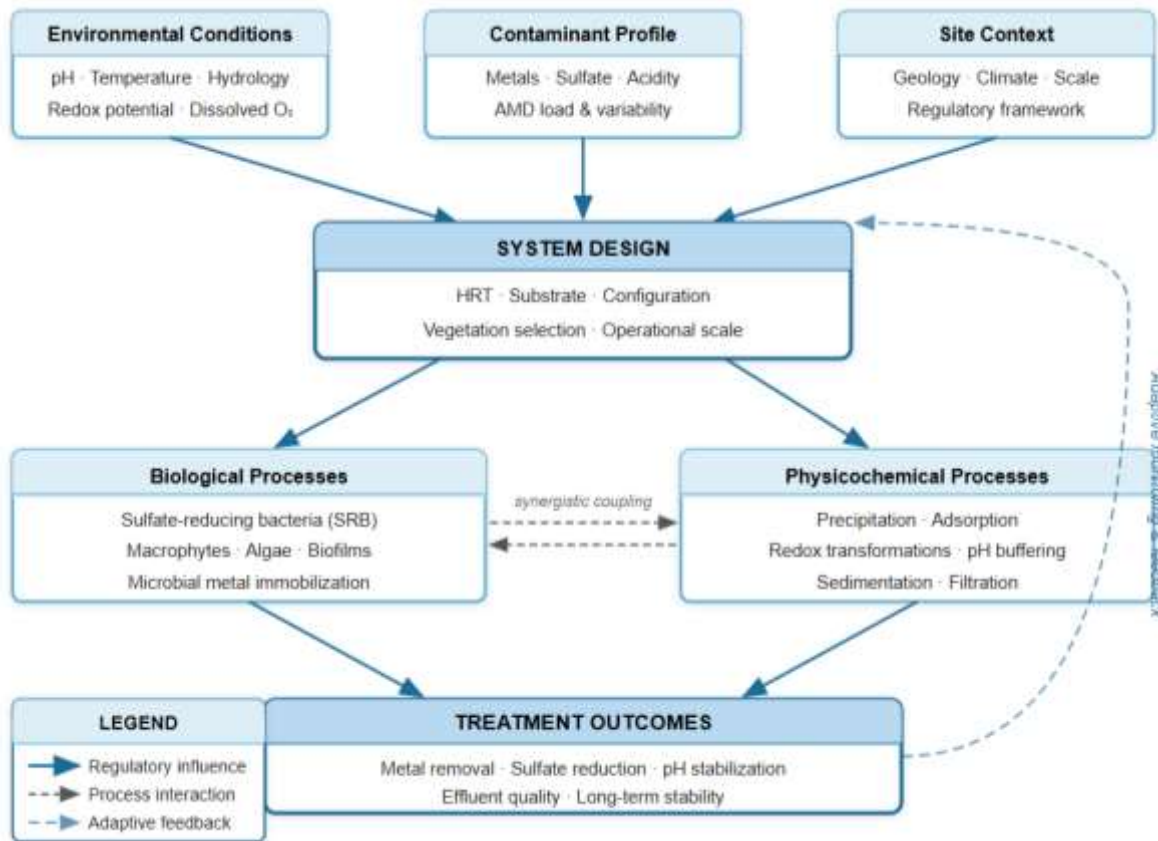 Environmental Conditions
pH · Temperature · Hydrology
Redox potential · Dissolved O₂
Contaminant Profile
Metals · Sulfate · Acidity
AMD load & variability
Site Context
Geology · Climate · Scale
Regulatory framework
SYSTEM DESIGN
HRT · Substrate · Configuration
Vegetation selection · Operational scale
Biological Processes
Sulfate-reducing bacteria (SRB)
Macrophytes · Algae · Biofilms
Microbial metal immobilization
synergistic coupling
Physicochemical Processes
Precipitation · Adsorption
Redox transformations · pH buffering
Sedimentation · Filtration
TREATMENT OUTCOMES
Metal removal · Sulfate reduction · pH stabilization
Effluent quality · Long-term stability
LEGEND
Regulatory influence
Process interaction
Adaptive feedback